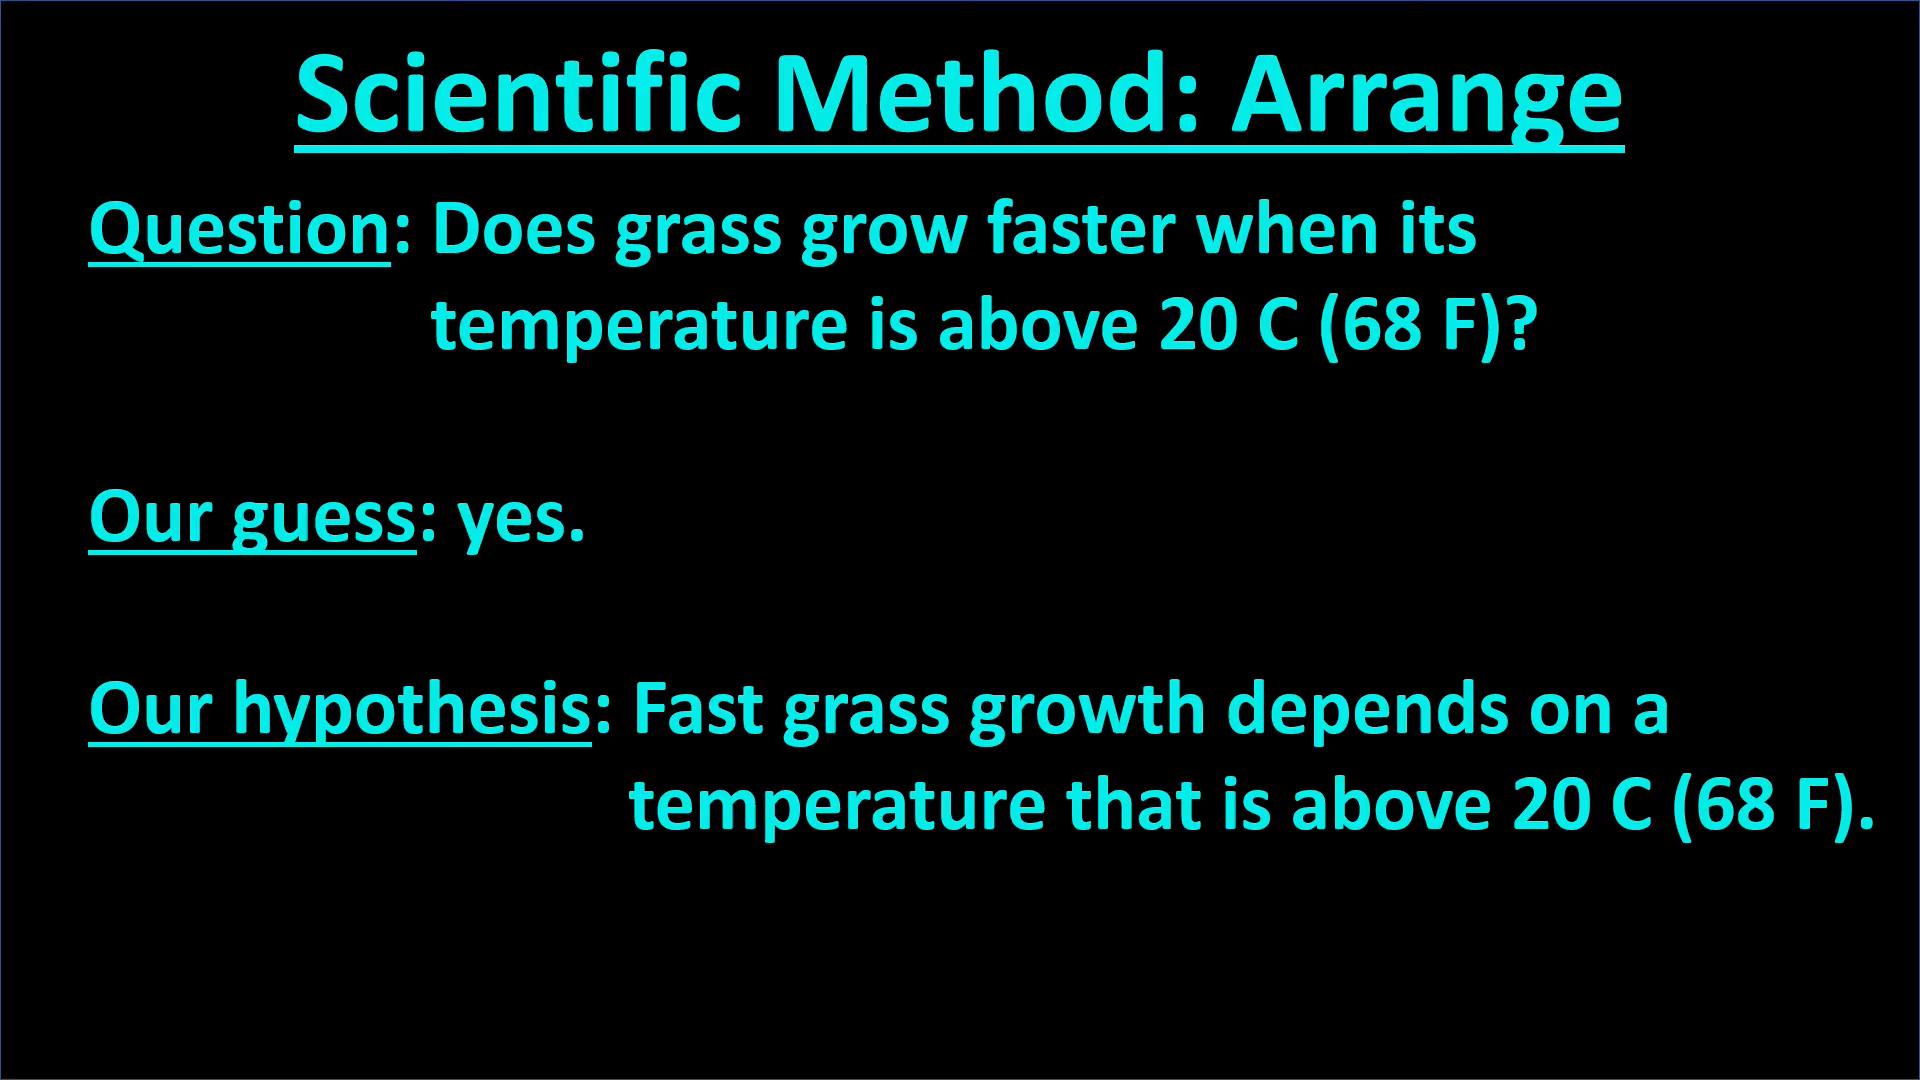 Scientific Method: Arrange
Question: Does grass grow faster when its
temperature is above 20 C (68 F)?
Our guess: yes.
Our hypothesis: Fast grass growth depends on a
temperature that is above 20 C (68 F).